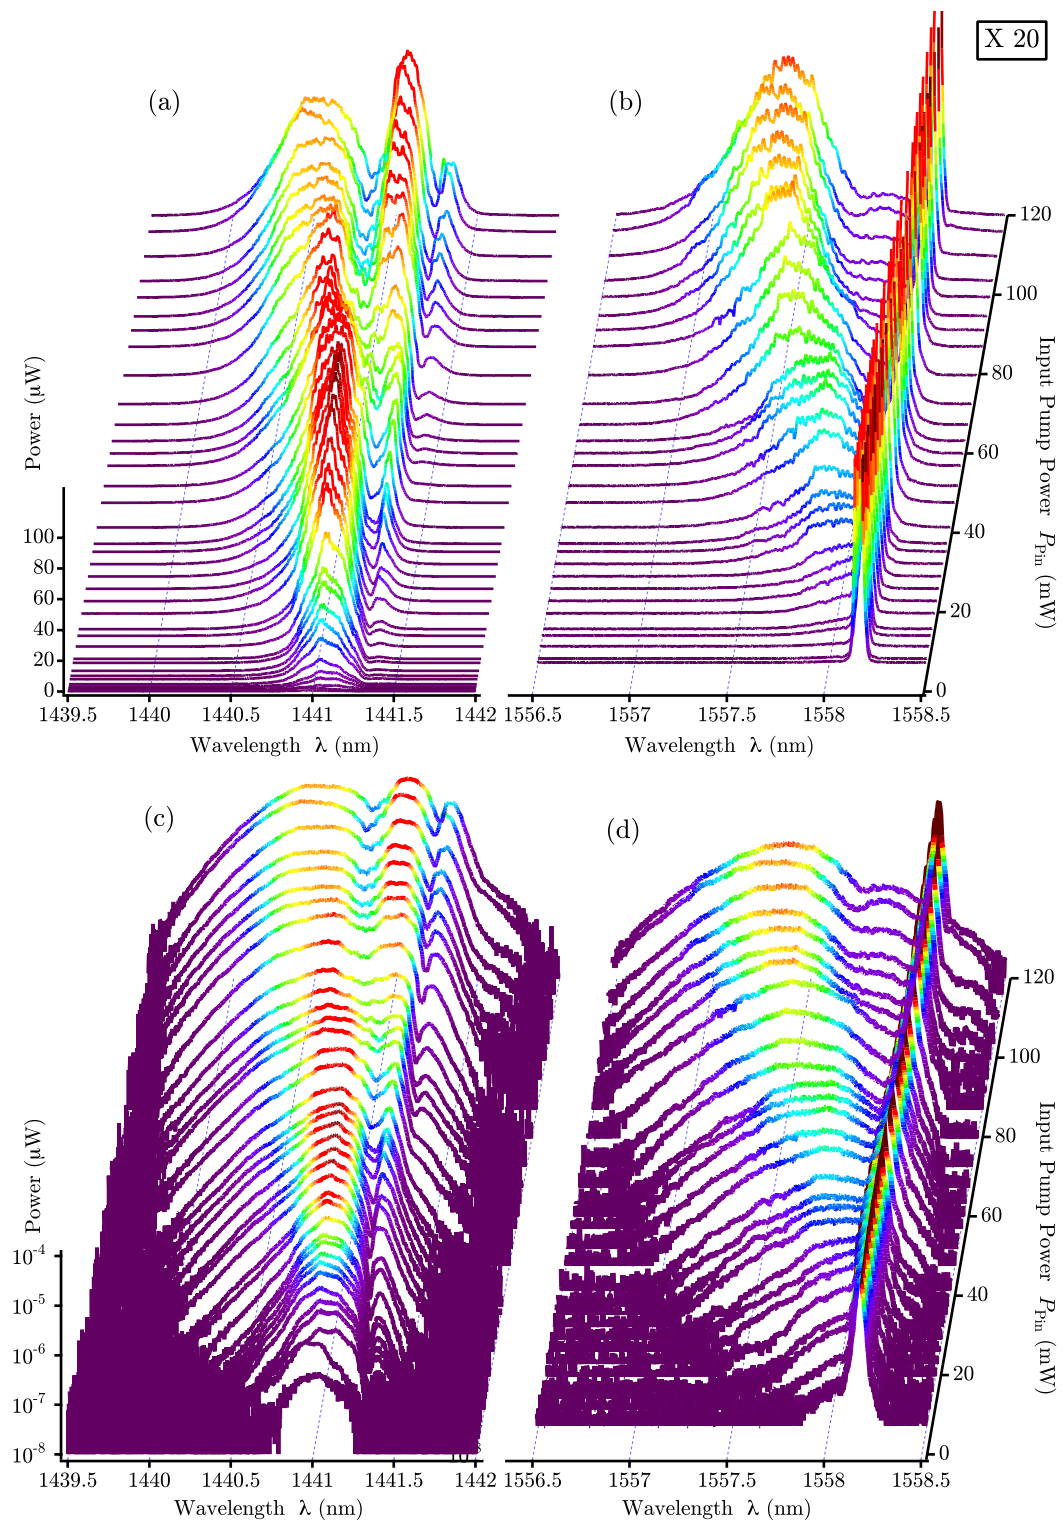 X 20
(a)
(b)
Power (µW)
100
80
60
40
20
0
1439.5 1440 1440.5 1441 1441.5 1442
Wavelength λ (nm)
1556.5 1557 1557.5 1558 1558.5
Wavelength λ (nm)
120
100
80
60
40
20
0
Input Pump Power P_Pin (mW)
(c)
(d)
Power (µW)
10⁻⁴
10⁻⁵
10⁻⁶
10⁻⁷
10⁻⁸
1439.5 1440 1440.5 1441 1441.5 1442
Wavelength λ (nm)
1556.5 1557 1557.5 1558 1558.5
Wavelength λ (nm)
120
100
80
60
40
20
0
Input Pump Power P_Pin (mW)